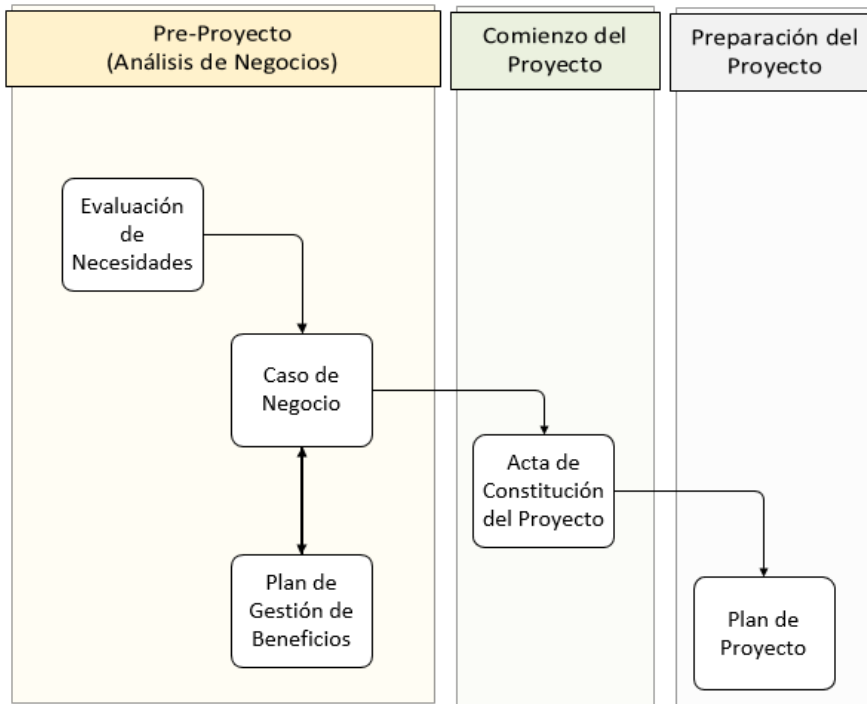 Pre-Proyecto
(Análisis de Negocios)
Comienzo del
Proyecto
Preparación del
Proyecto
Evaluación
de
Necesidades
Caso de
Negocio
Acta de
Constitución
del Proyecto
Plan de
Gestión de
Beneficios
Plan de
Proyecto